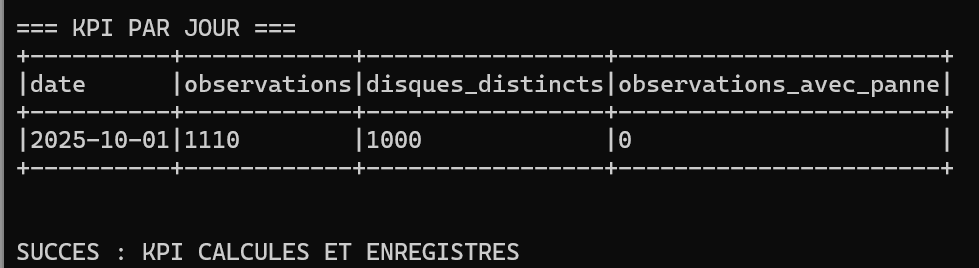 === KPI PAR JOUR ===
+----------+------------+-----------------+-----------------------+
|date      |observations|disques_distincts|observations_avec_panne|
+----------+------------+-----------------+-----------------------+
|2025-10-01|1110        |1000             |0                      |
+----------+------------+-----------------+-----------------------+
SUCCES : KPI CALCULES ET ENREGISTRES